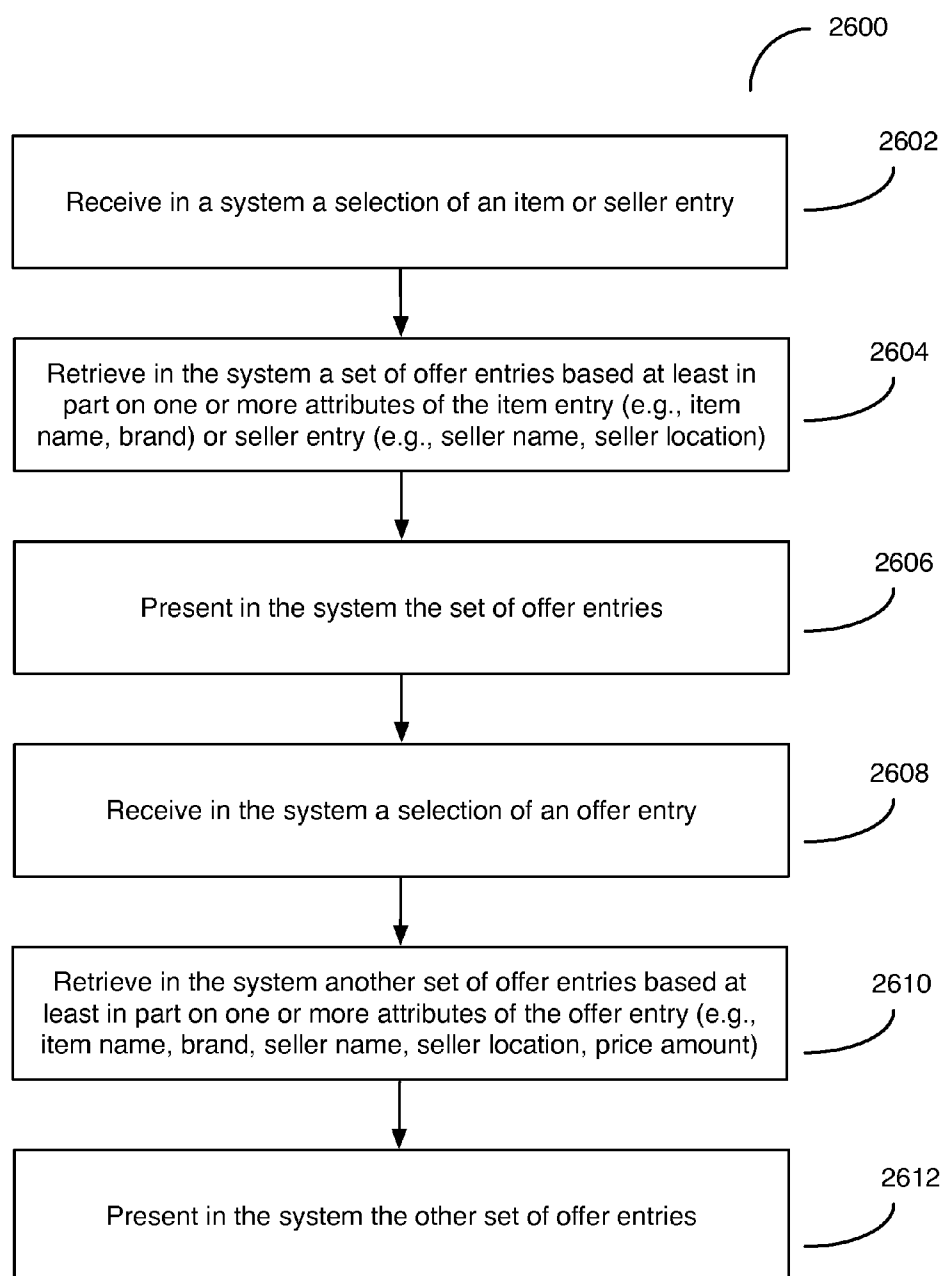 2600
2602
Receive in a system a selection of an item or seller entry
2604
Retrieve in the system a set of offer entries based at least in
part on one or more attributes of the item entry (e.g., item
name, brand) or seller entry (e.g., seller name, seller location)
2606
Present in the system the set of offer entries
2608
Receive in the system a selection of an offer entry
2610
Retrieve in the system another set of offer entries based at
least in part on one or more attributes of the offer entry (e.g.,
item name, brand, seller name, seller location, price amount)
2612
Present in the system the other set of offer entries